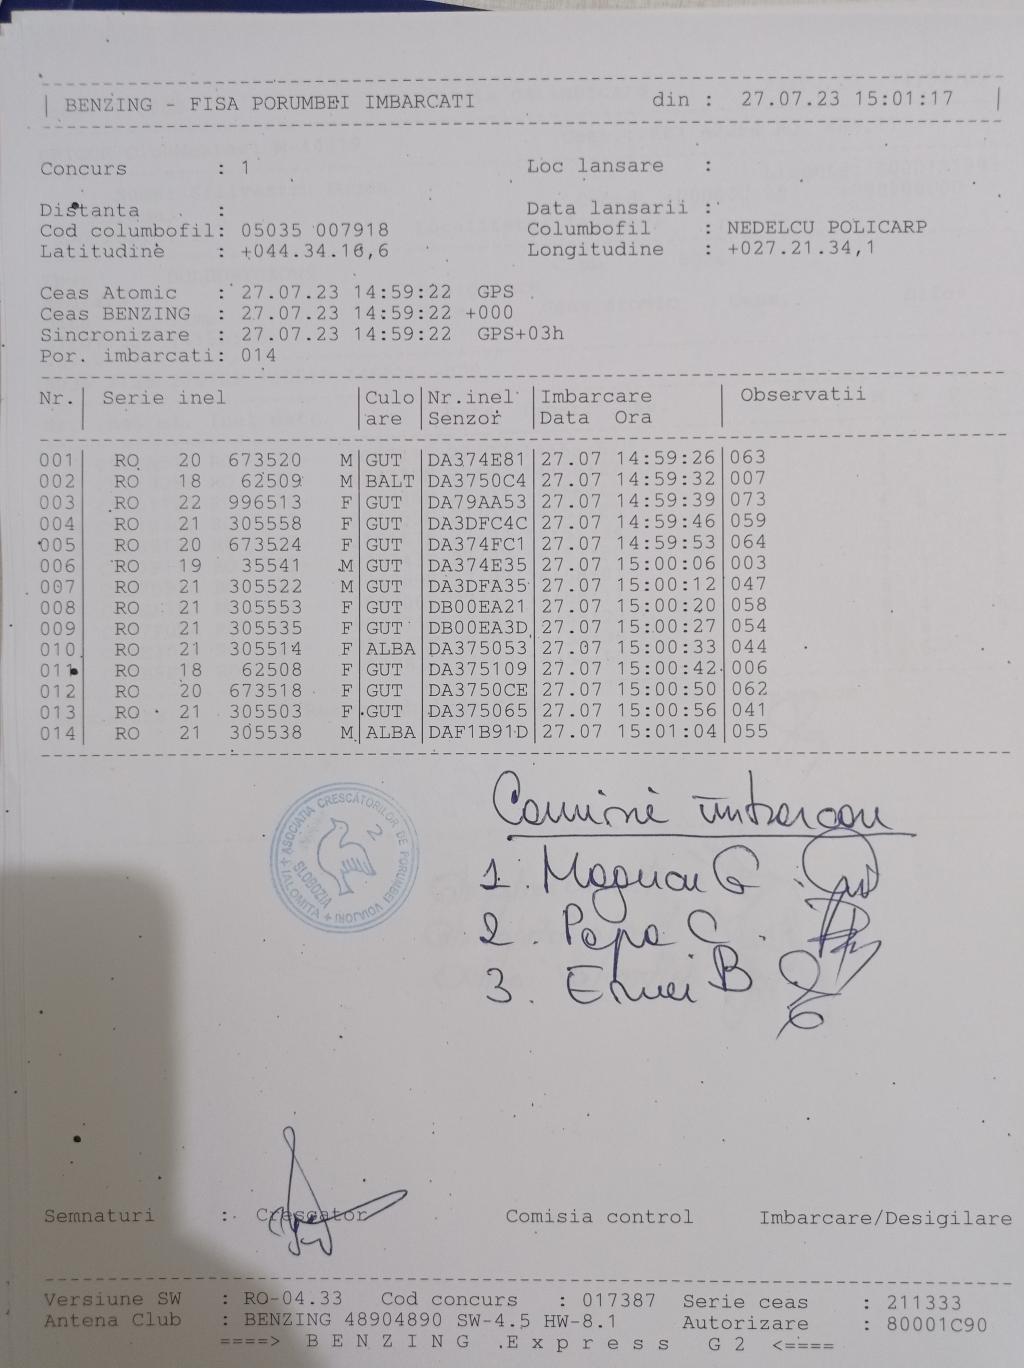 | BENZING - FISA PORUMBEI IMBARCATI din : 27.07.23 15:01:17 |
Concurs : 1 Loc lansare :
Distanta : Data lansarii :
Cod columbofil: 05035 007918 Columbofil : NEDELCU POLICARP
Latitudine : +044.34.16,6 Longitudine : +027.21.34,1
Ceas Atomic : 27.07.23 14:59:22 GPS
Ceas BENZING : 27.07.23 14:59:22 +000
Sincronizare : 27.07.23 14:59:22 GPS+03h
Por. imbarcati: 014
Nr. | Serie inel |Culo |Nr.inel |Imbarcare | Observatii
| |are |Senzor |Data Ora |
001| RO 20 673520 M|GUT |DA374E81|27.07 14:59:26|063
002| RO 18 62509 M|BALT|DA3750C4|27.07 14:59:32|007
003| RO 22 996513 F|GUT |DA79AA53|27.07 14:59:39|073
004| RO 21 305558 F|GUT |DA3DFC4C|27.07 14:59:46|059
005| RO 20 673524 F|GUT |DA374FC1|27.07 14:59:53|064
006| RO 19 35541 M|GUT |DA374E35|27.07 15:00:06|003
007| RO 21 305522 M|GUT |DA3DFA35|27.07 15:00:12|047
008| RO 21 305553 F|GUT |DB00EA21|27.07 15:00:20|058
009| RO 21 305535 F|GUT |DB00EA3D|27.07 15:00:27|054
010| RO 21 305514 F|ALBA|DA375053|27.07 15:00:33|044
011| RO 18 62508 F|GUT |DA375109|27.07 15:00:42|006
012| RO 20 673518 F|GUT |DA3750CE|27.07 15:00:50|062
013| RO 21 305503 F|GUT |DA375065|27.07 15:00:56|041
014| RO 21 305538 M|ALBA|DAF1B91D|27.07 15:01:04|055
ASOCIATIA CRESCĂTORILOR DE PORUMBEI VOIAJORI + IALOMITA +
SLOBOZIA
2
1.
2. Popa C.
3. B
Semnaturi : Crescator Comisia control Imbarcare/Desigilare
Versiune SW : RO-04.33 Cod concurs : 017387 Serie ceas : 211333
Antena Club : BENZING 48904890 SW-4.5 HW-8.1 Autorizare : 80001C90
====> B E N Z I N G E x p r e s s G 2 <====